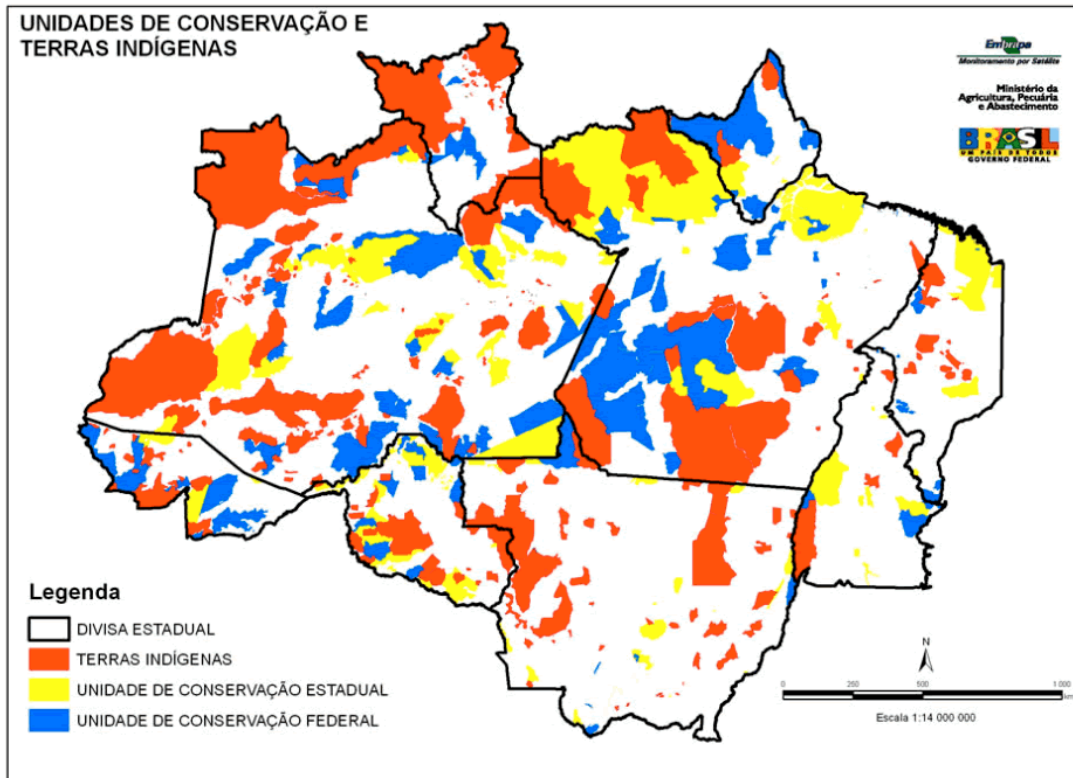 UNIDADES DE CONSERVAÇÃO E
TERRAS INDÍGENAS
Embrapa
Monitoramento por Satélite
Ministério da
Agricultura, Pecuária
e Abastecimento
BRASIL
UM PAÍS DE TODOS
GOVERNO FEDERAL
Legenda
DIVISA ESTADUAL
TERRAS INDÍGENAS
UNIDADE DE CONSERVAÇÃO ESTADUAL
UNIDADE DE CONSERVAÇÃO FEDERAL
N
0 250 500 1 000
km
Escala 1:14 000 000